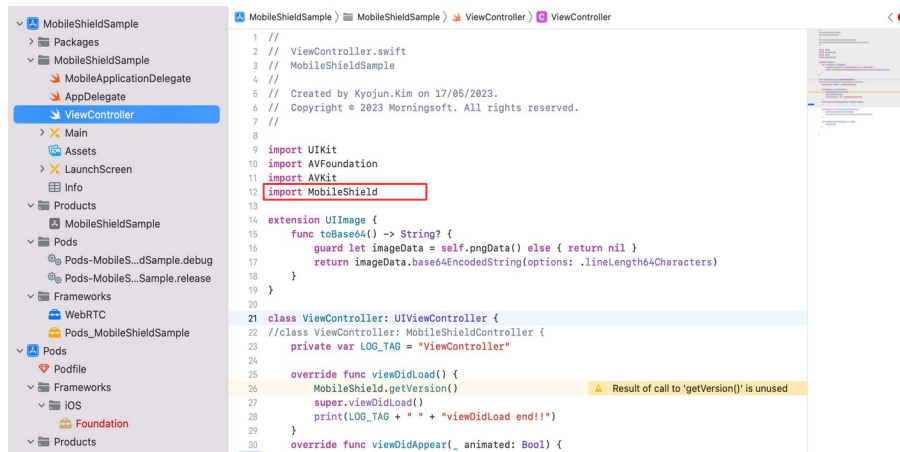 MobileShieldSample
Packages
MobileShieldSample
MobileApplicationDelegate
AppDelegate
ViewController
Main
Assets
LaunchScreen
Info
Products
MobileShieldSample
Pods
Pods-MobileS...dSample.debug
Pods-MobileS...Sample.release
Frameworks
WebRTC
Pods_MobileShieldSample
Pods
Podfile
Frameworks
iOS
Foundation
Products
MobileShieldSample 〉 MobileShieldSample 〉 ViewController 〉 C ViewController
1 //
2 //  ViewController.swift
3 //  MobileShieldSample
4 //
5 //  Created by Kyojun.Kim on 17/05/2023.
6 //  Copyright © 2023 Morningsoft. All rights reserved.
7 //
8
9 import UIKit
10 import AVFoundation
11 import AVKit
12 import MobileShield
13
14 extension UIImage {
15     func toBase64() -> String? {
16         guard let imageData = self.pngData() else { return nil }
17         return imageData.base64EncodedString(options: .lineLength64Characters)
18     }
19 }
20
21 class ViewController: UIViewController {
22 //class ViewController: MobileShieldController {
23     private var LOG_TAG = "ViewController"
24
25     override func viewDidLoad() {
26         MobileShield.getVersion() Result of call to 'getVersion()' is unused
27         super.viewDidLoad()
28         print(LOG_TAG + " " + "viewDidLoad end!!")
29     }
30     override func viewDidAppear(_ animated: Bool) {